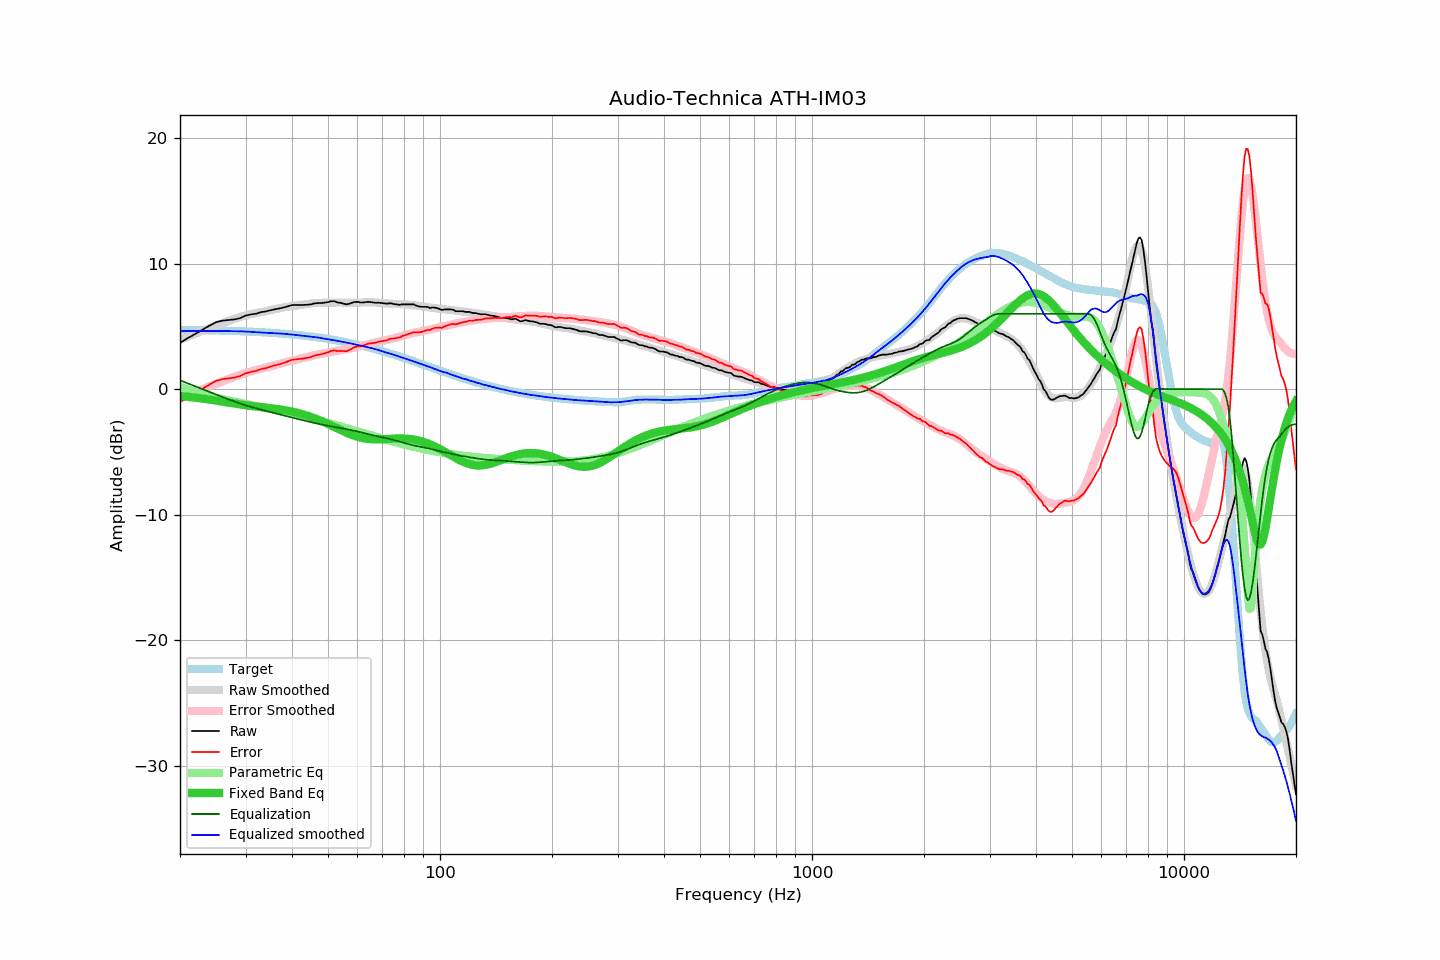 Audio-Technica ATH-IM03
20
10
0
−10
−20
−30
Amplitude (dBr)
Target
Raw Smoothed
Error Smoothed
Raw
Error
Parametric Eq
Fixed Band Eq
Equalization
Equalized smoothed
100 1000 10000
Frequency (Hz)